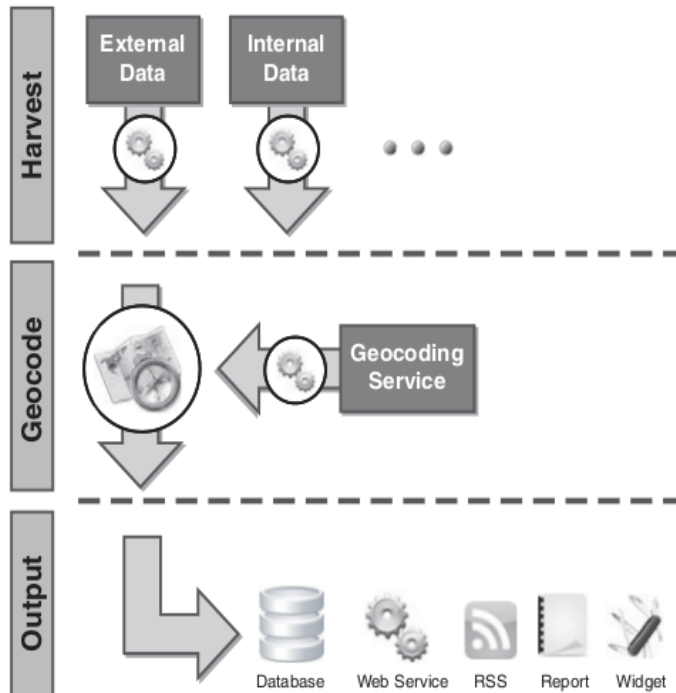 Harvest
External
Data
Internal
Data
Geocode
Geocoding
Service
Output
Database
Web Service
RSS
Report
Widget